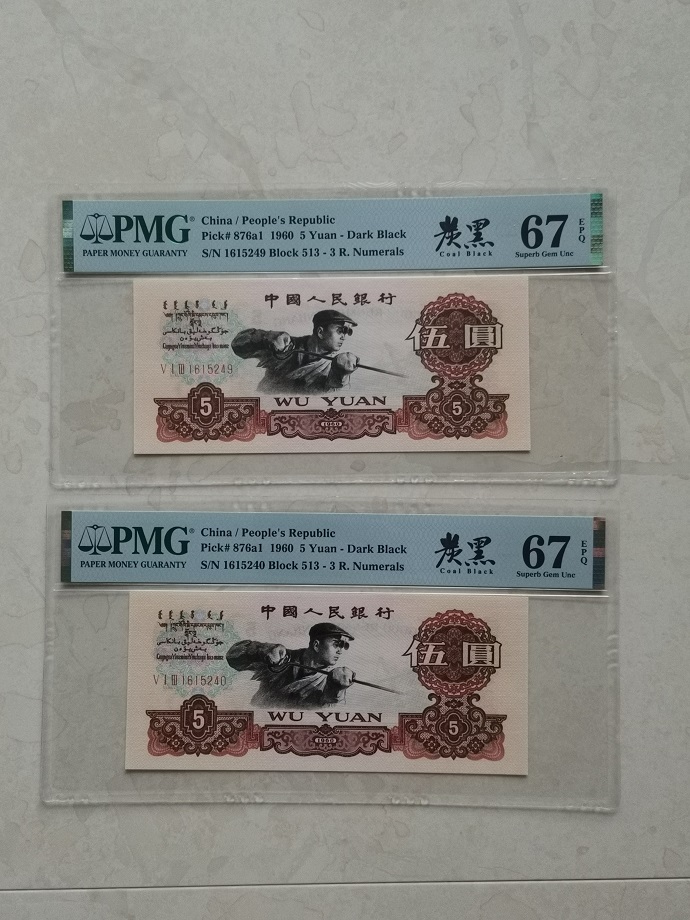 PMG
PAPER MONEY GUARANTY
China / People's Republic
Pick# 876a1 1960 5 Yuan - Dark Black
S/N 1615249 Block 513 - 3 R. Numerals
炭黑
Coal Black
67
EPQ
Superb Gem Unc
中國人民銀行
V I III 1615249
伍圓
WU YUAN
5
1960
5
PMG
PAPER MONEY GUARANTY
China / People's Republic
Pick# 876a1 1960 5 Yuan - Dark Black
S/N 1615240 Block 513 - 3 R. Numerals
炭黑
Coal Black
67
EPQ
Superb Gem Unc
中國人民銀行
V I III 1615240
伍圓
WU YUAN
5
1960
5